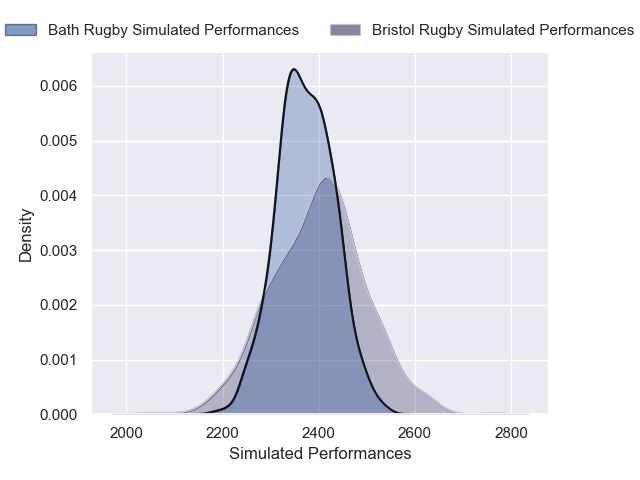 Bath Rugby Simulated Performances   Bristol Rugby Simulated Performances
0.006
0.005
0.004
0.003
0.002
0.001
0.000
Density
2000 2200 2400 2600 2800
Simulated Performances